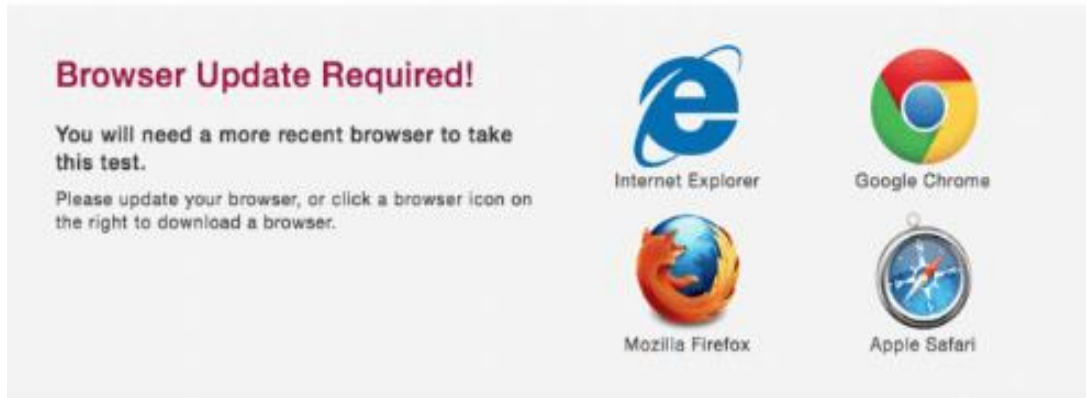 Browser Update Required!
You will need a more recent browser to take
this test.
Please update your browser, or click a browser icon on
the right to download a browser.
Internet Explorer
Google Chrome
Mozilla Firefox
Apple Safari